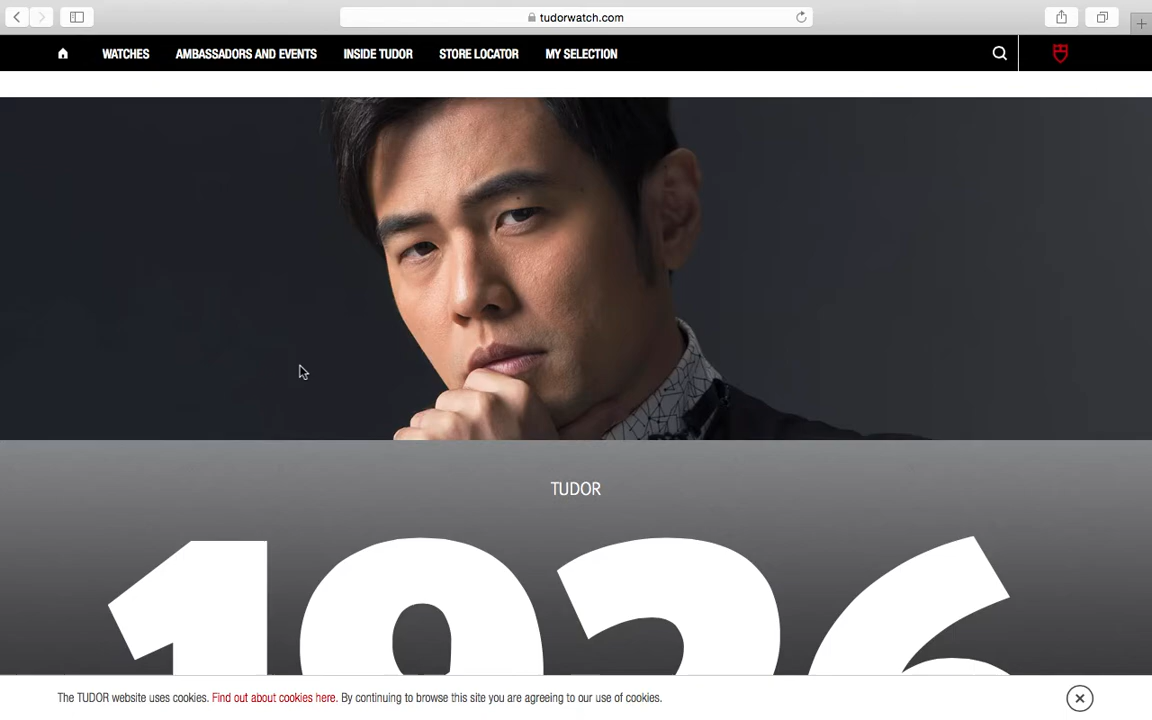 tudorwatch.com
WATCHES AMBASSADORS AND EVENTS INSIDE TUDOR STORE LOCATOR MY SELECTION
TUDOR
1926
The TUDOR website uses cookies. Find out about cookies here. By continuing to browse this site you are agreeing to our use of cookies.